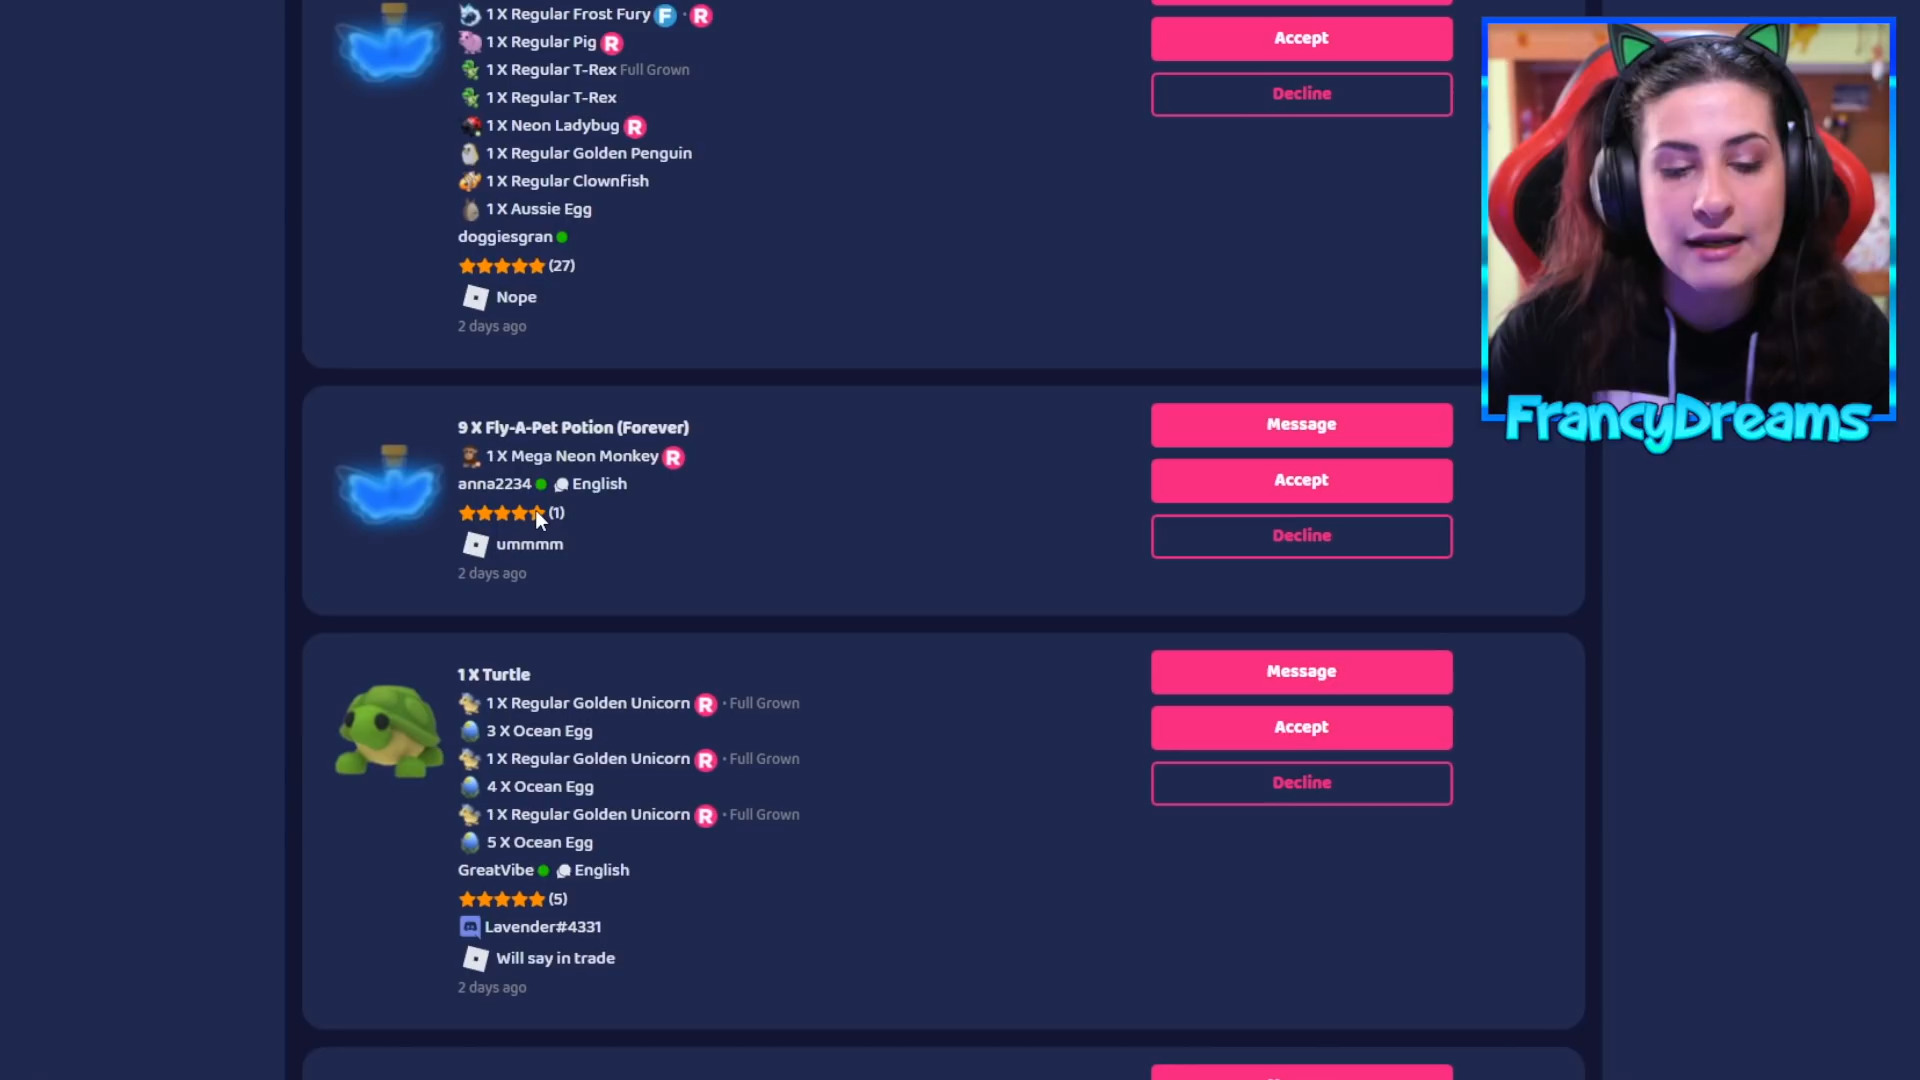 1 X Regular Frost Fury F · R
1 X Regular Pig R
1 X Regular T-Rex Full Grown
1 X Regular T-Rex
1 X Neon Ladybug R
1 X Regular Golden Penguin
1 X Regular Clownfish
1 X Aussie Egg
doggiesgran
(27)
Nope
2 days ago
Accept
Decline
9 X Fly-A-Pet Potion (Forever)
1 X Mega Neon Monkey R
anna2234 English
(1)
ummmm
2 days ago
Message
Accept
Decline
1 X Turtle
1 X Regular Golden Unicorn R · Full Grown
3 X Ocean Egg
1 X Regular Golden Unicorn R · Full Grown
4 X Ocean Egg
1 X Regular Golden Unicorn R · Full Grown
5 X Ocean Egg
GreatVibe English
(5)
Lavender#4331
Will say in trade
2 days ago
Message
Accept
Decline
FrancyDreams